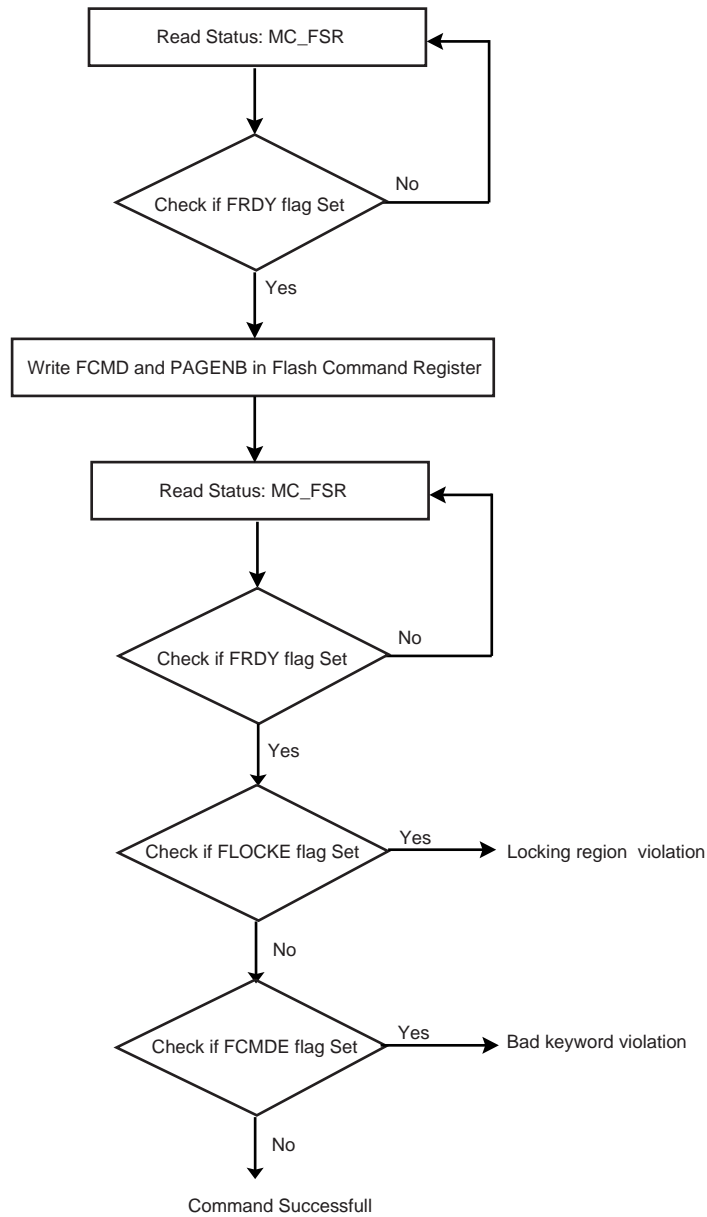 Read Status: MC_FSR
Check if FRDY flag Set
No
Yes
Write FCMD and PAGENB in Flash Command Register
Read Status: MC_FSR
Check if FRDY flag Set
No
Yes
Check if FLOCKE flag Set
Yes
Locking region violation
No
Check if FCMDE flag Set
Yes
Bad keyword violation
No
Command Successfull